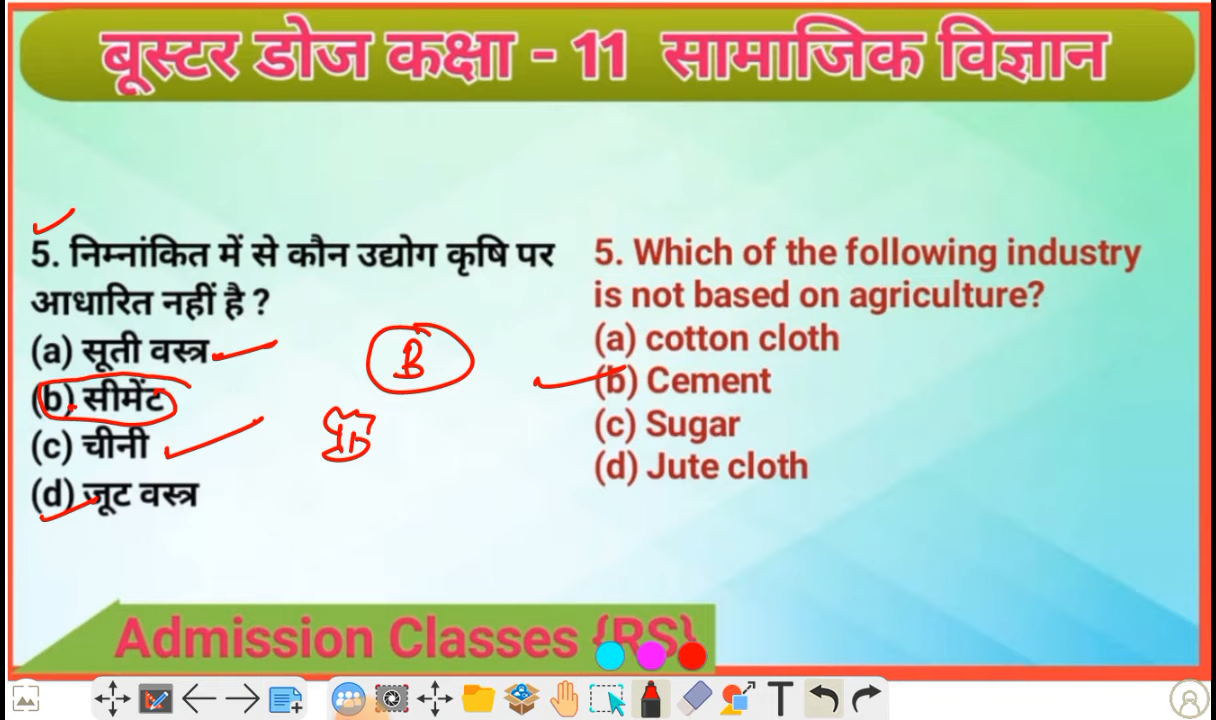 बूस्टर डोज कक्षा - 11 सामाजिक विज्ञान
5. निम्नांकित में से कौन उद्योग कृषि पर
आधारित नहीं है ?
(a) सूती वस्त्र
(b) सीमेंट
(c) चीनी
(d) जूट वस्त्र
B
5. Which of the following industry
is not based on agriculture?
(a) cotton cloth
(b) Cement
(c) Sugar
(d) Jute cloth
Admission Classes {RS}
T